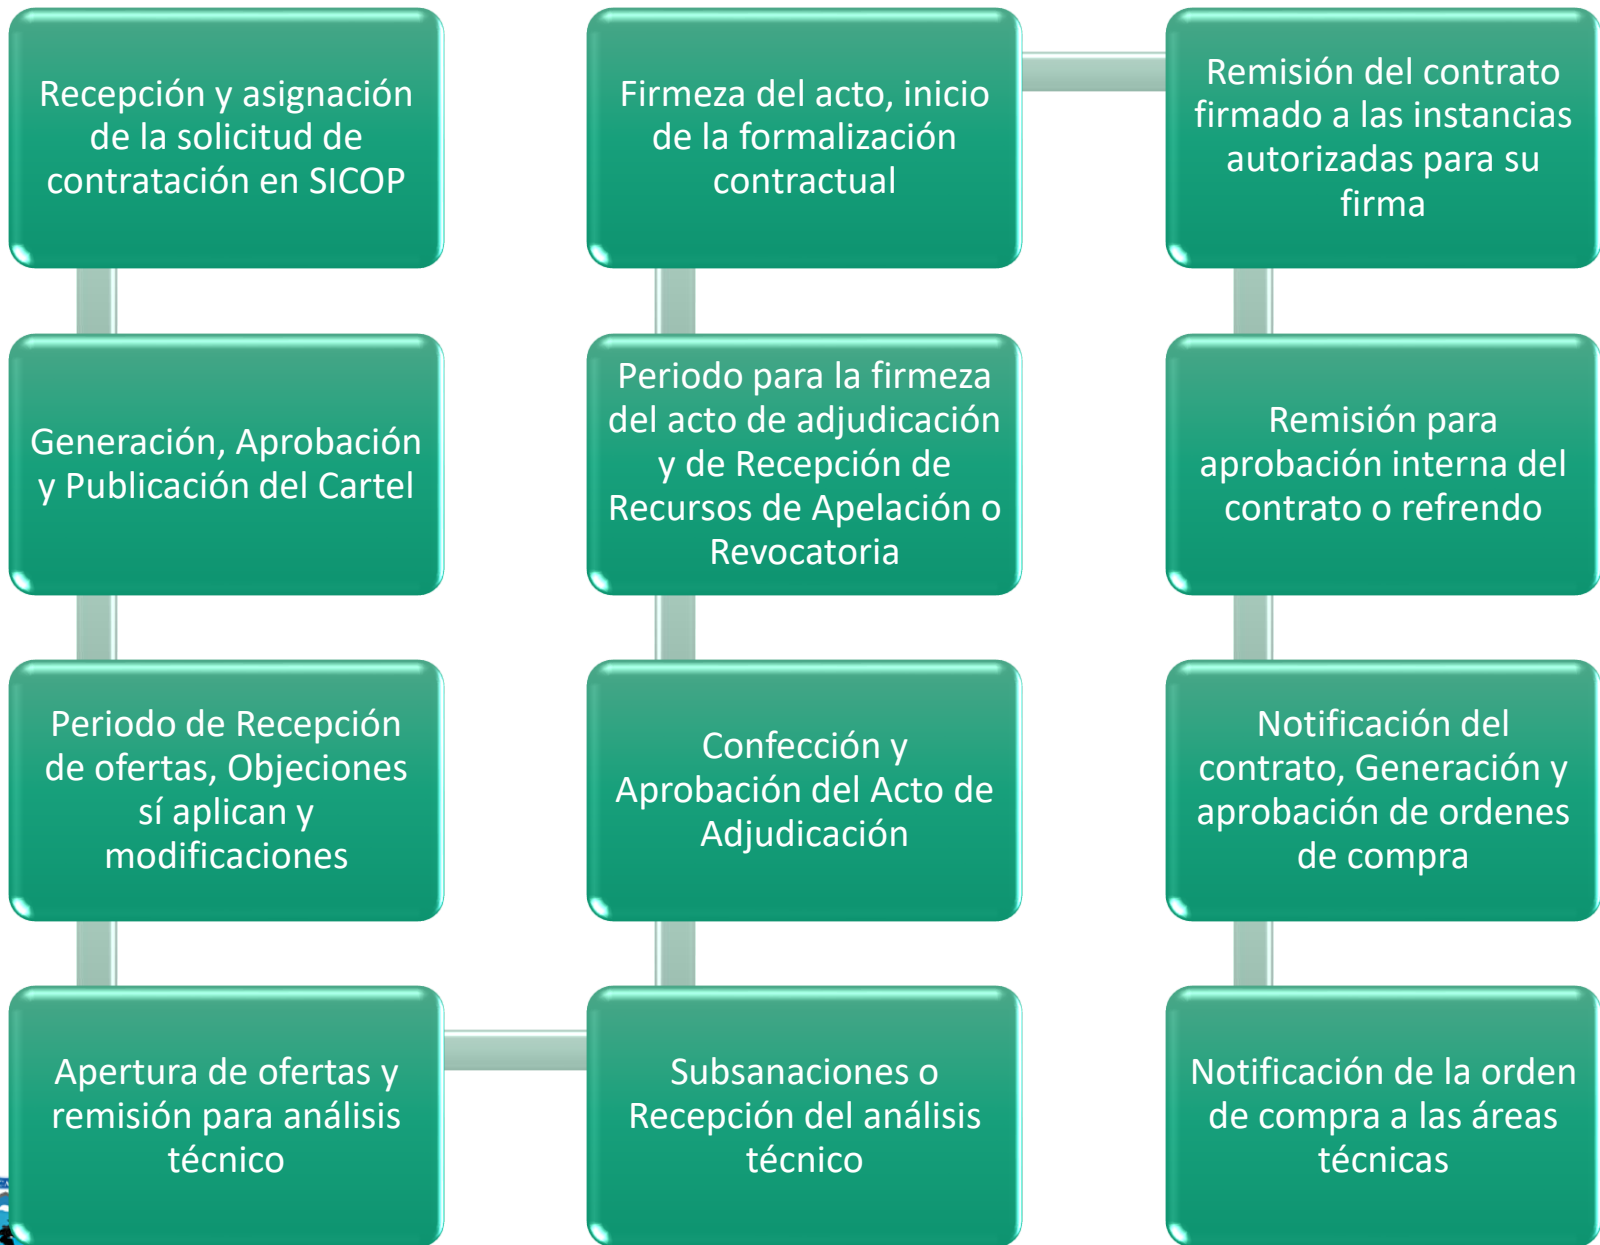 Recepción y asignación
de la solicitud de
contratación en SICOP
Generación, Aprobación
y Publicación del Cartel
Periodo de Recepción
de ofertas, Objeciones
sí aplican y
modificaciones
Apertura de ofertas y
remisión para análisis
técnico
Subsanaciones o
Recepción del análisis
técnico
Confección y
Aprobación del Acto de
Adjudicación
Periodo para la firmeza
del acto de adjudicación
y de Recepción de
Recursos de Apelación o
Revocatoria
Firmeza del acto, inicio
de la formalización
contractual
Remisión del contrato
firmado a las instancias
autorizadas para su
firma
Remisión para
aprobación interna del
contrato o refrendo
Notificación del
contrato, Generación y
aprobación de ordenes
de compra
Notificación de la orden
de compra a las áreas
técnicas